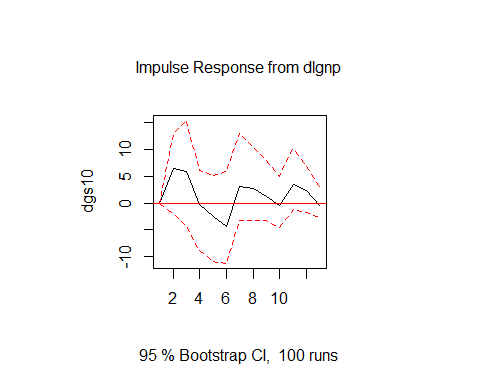 Impulse Response from dlgnp
dgs10
10
5
0
-10
2 4 6 8 10
95 % Bootstrap CI, 100 runs